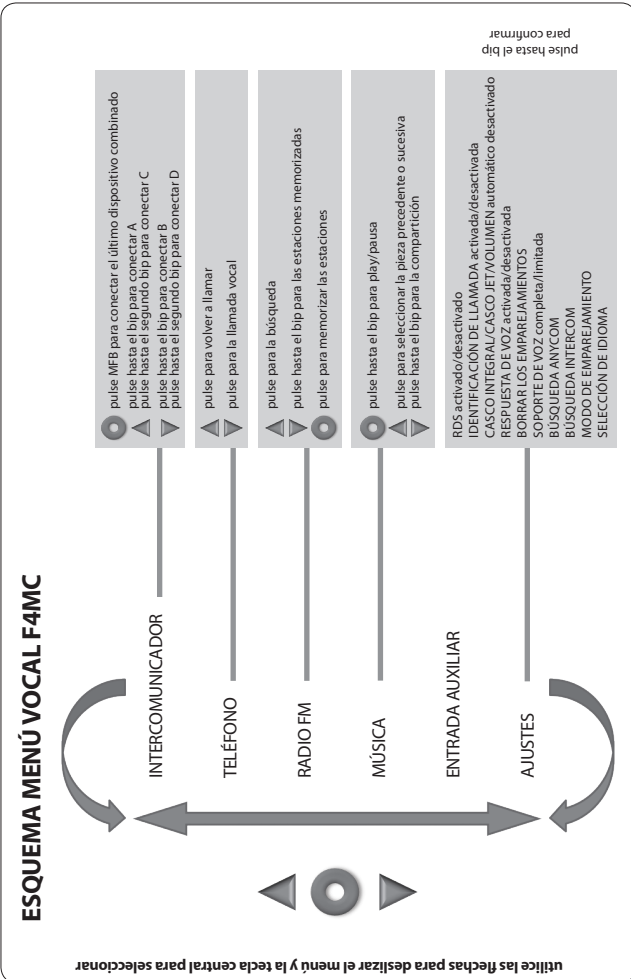 ESQUEMA MENÚ VOCAL F4MC
utilice las flechas para deslizar el menú y la tecla central para seleccionar
INTERCOMUNICADOR
pulse MFB para conectar el último dispositivo combinado
pulse hasta el bip para conectar A
pulse hasta el segundo bip para conectar C
pulse hasta el bip para conectar B
pulse hasta el segundo bip para conectar D
TELÉFONO
pulse para volver a llamar
pulse para la llamada vocal
RADIO FM
pulse para la búsqueda
pulse hasta el bip para las estaciones memorizadas
pulse para memorizar las estaciones
MÚSICA
pulse hasta el bip para play/pausa
pulse para seleccionar la pieza precedente o sucesiva
pulse hasta el bip para la compartición
ENTRADA AUXILIAR
AJUSTES
RDS activado/desactivado
IDENTIFICACIÓN DE LLAMADA activada/desactivada
CASCO INTEGRAL/CASCO JET/VOLUMEN automático desactivado
RESPUESTA DE VOZ activada/desactivada
BORRAR LOS EMPAREJAMIENTOS
SOPORTE DE VOZ completa/limitada
BÚSQUEDA ANYCOM
BÚSQUEDA INTERCOM
MODO DE EMPAREJAMIENTO
SELECCIÓN DE IDIOMA
pulse hasta el bip
para confirmar